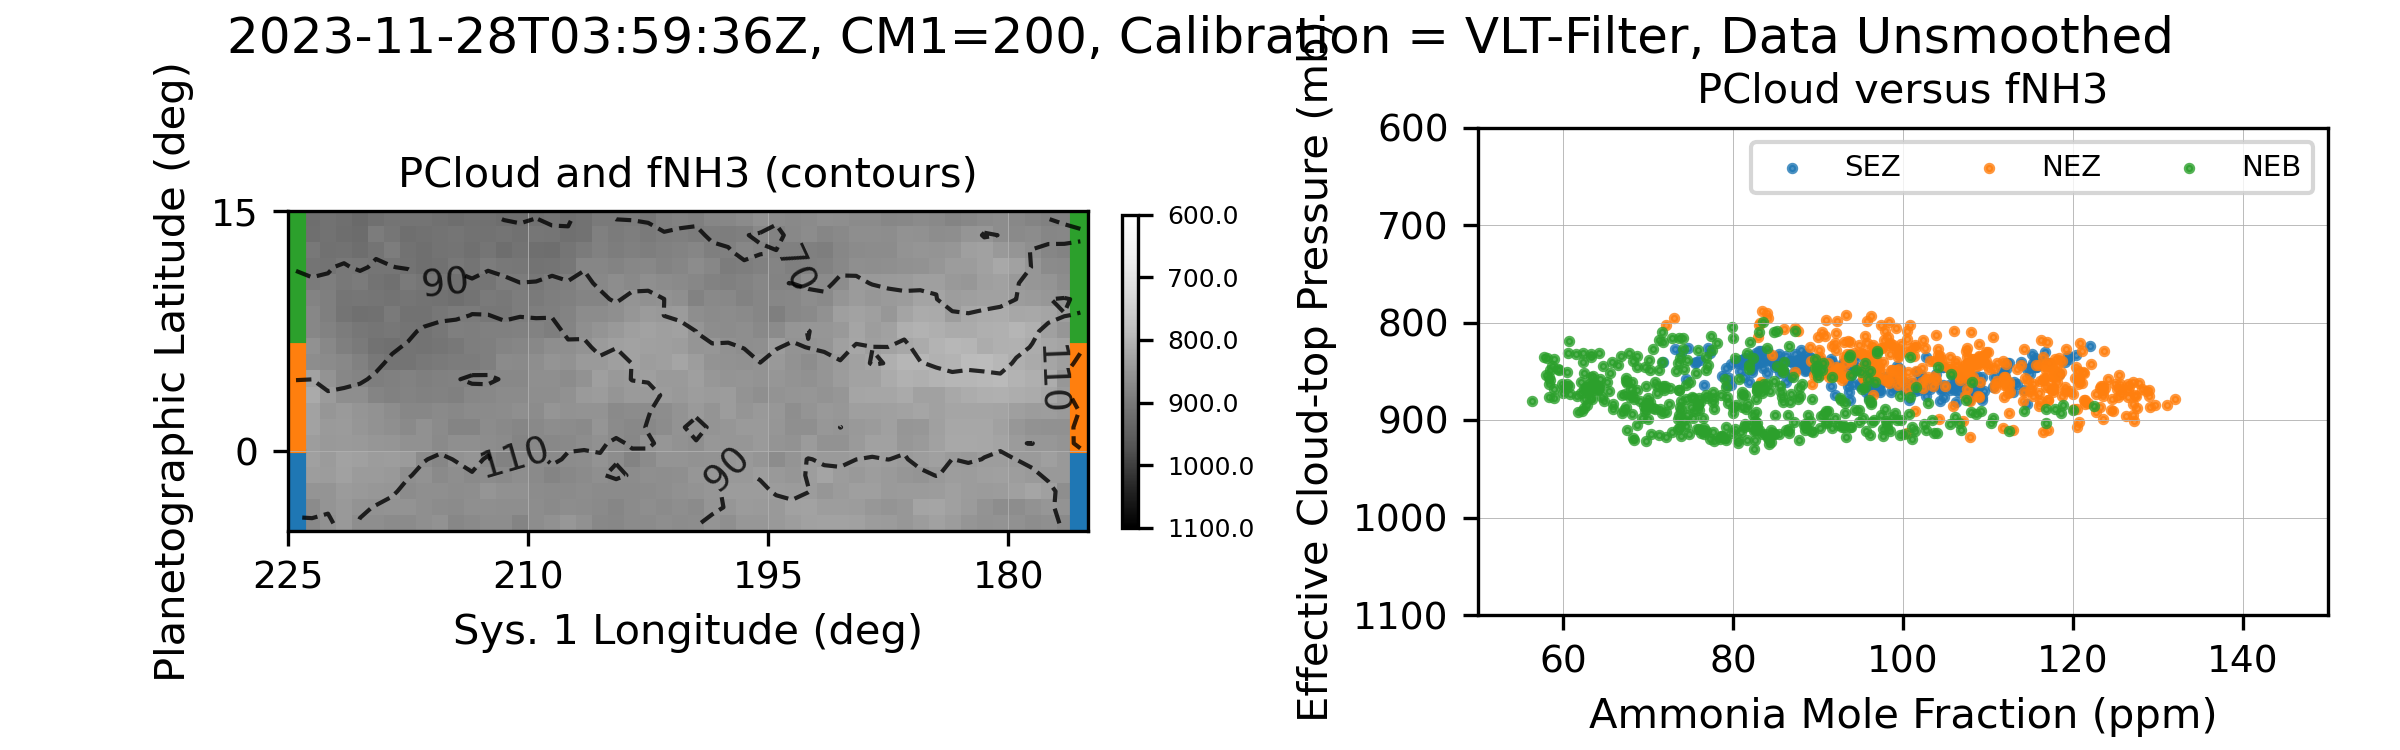 2023-11-28T03:59:36Z, CM1=200, Calibration = VLT-Filter, Data Unsmoothed
PCloud and fNH3 (contours)
Planetographic Latitude (deg)
15
0
90
70
110
110
90
225
210
195
180
Sys. 1 Longitude (deg)
600.0
700.0
800.0
900.0
1000.0
1100.0
PCloud versus fNH3
Effective Cloud-top Pressure (mb)
600
700
800
900
1000
1100
SEZ
NEZ
NEB
60
80
100
120
140
Ammonia Mole Fraction (ppm)